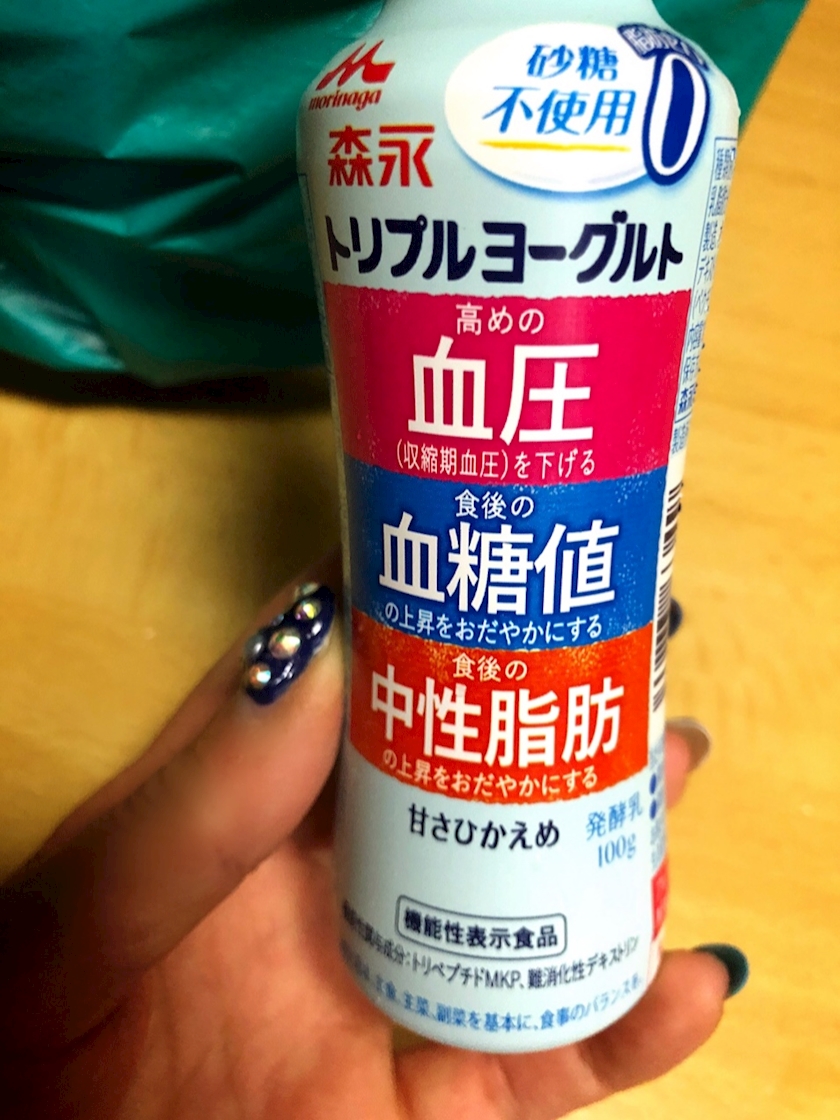 morinaga
森永
砂糖
不使用
0
トリプルヨーグルト
高めの
血圧
(収縮期血圧)を下げる
食後の
血糖値
の上昇をおだやかにする
食後の
中性脂肪
の上昇をおだやかにする
甘さひかえめ
発酵乳
100g
機能性表示食品
成分:トリペプチドMKP、難消化性デキストリン
主食、主菜、副菜を基本に、食事のバランスを。